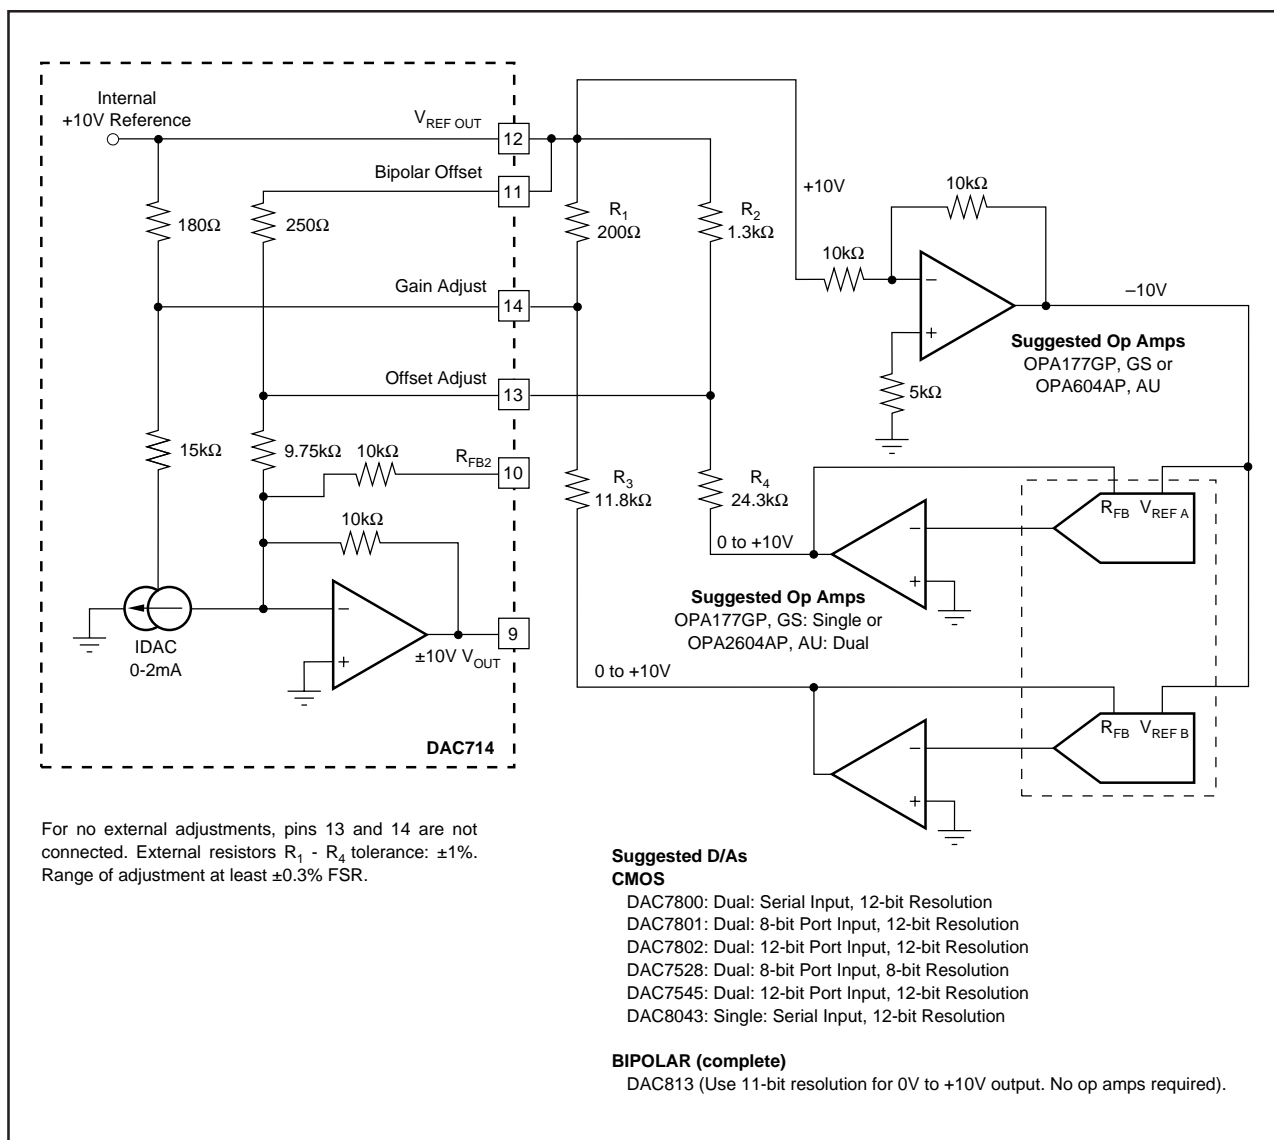 Internal
+10V Reference
V_REF OUT
12
Bipolar Offset
11
180Ω
250Ω
R_1
200Ω
R_2
1.3kΩ
+10V
10kΩ
10kΩ
–
+
–10V
Gain Adjust
14
Suggested Op Amps
OPA177GP, GS or
OPA604AP, AU
5kΩ
Offset Adjust
13
15kΩ
9.75kΩ
10kΩ
R_FB2
10
R_3
11.8kΩ
R_4
24.3kΩ
10kΩ
0 to +10V
–
+
R_FB V_REF A
Suggested Op Amps
OPA177GP, GS: Single or
OPA2604AP, AU: Dual
IDAC
0-2mA
–
+
±10V V_OUT
9
0 to +10V
–
+
R_FB V_REF B
DAC714
For no external adjustments, pins 13 and 14 are not
connected. External resistors R_1 - R_4 tolerance: ±1%.
Range of adjustment at least ±0.3% FSR.
Suggested D/As
CMOS
DAC7800: Dual: Serial Input, 12-bit Resolution
DAC7801: Dual: 8-bit Port Input, 12-bit Resolution
DAC7802: Dual: 12-bit Port Input, 12-bit Resolution
DAC7528: Dual: 8-bit Port Input, 8-bit Resolution
DAC7545: Dual: 12-bit Port Input, 12-bit Resolution
DAC8043: Single: Serial Input, 12-bit Resolution
BIPOLAR (complete)
DAC813 (Use 11-bit resolution for 0V to +10V output. No op amps required).